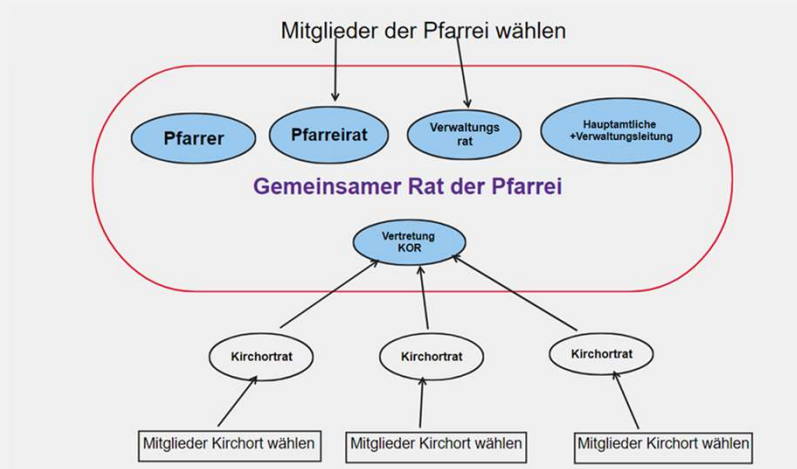 Mitglieder der Pfarrei wählen
Pfarrer
Pfarreirat
Verwaltungs
rat
Hauptamtliche
+Verwaltungsleitung
Gemeinsamer Rat der Pfarrei
Vertretung
KOR
Kirchortrat
Kirchortrat
Kirchortrat
Mitglieder Kirchort wählen
Mitglieder Kirchort wählen
Mitglieder Kirchort wählen